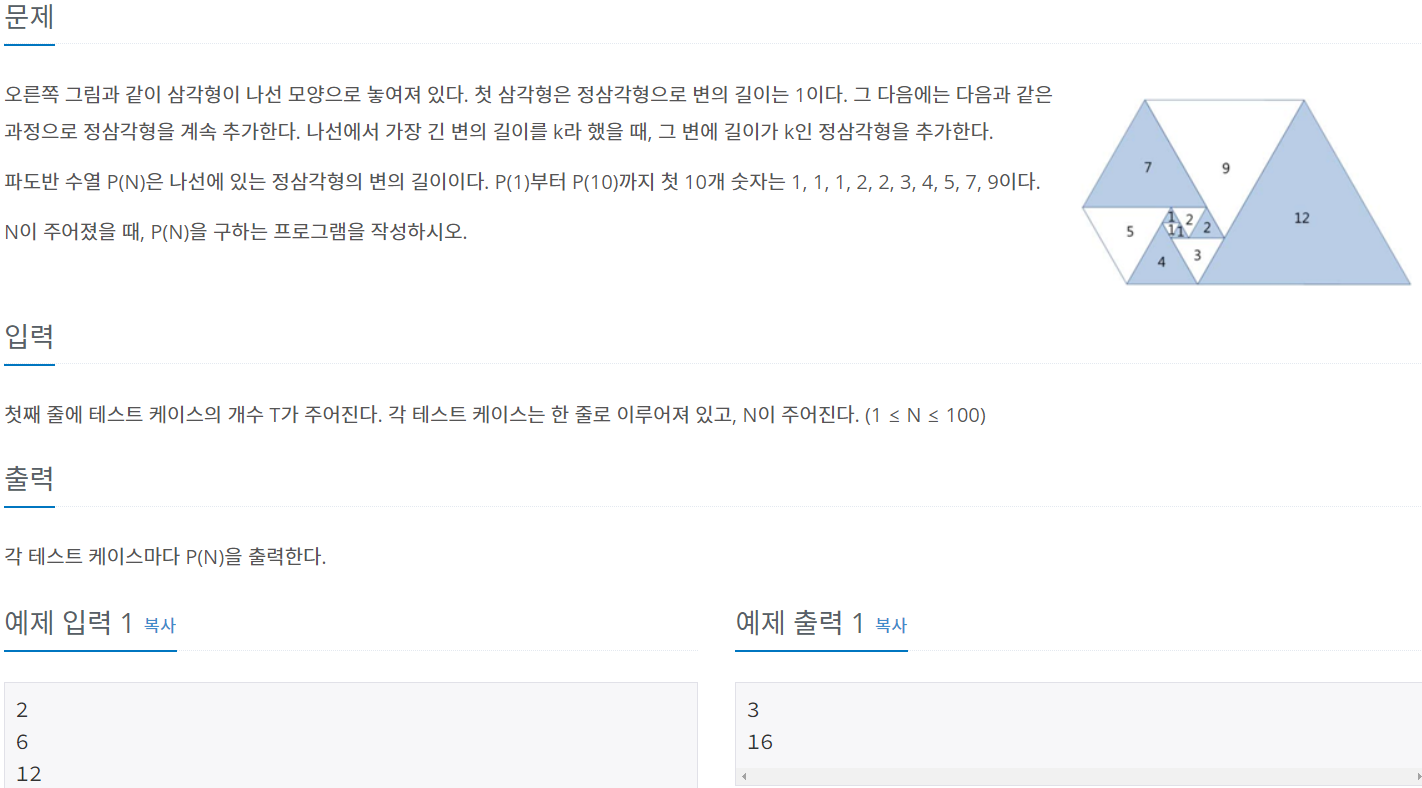 문제
오른쪽 그림과 같이 삼각형이 나선 모양으로 놓여져 있다. 첫 삼각형은 정삼각형으로 변의 길이는 1이다. 그 다음에는 다음과 같은
과정으로 정삼각형을 계속 추가한다. 나선에서 가장 긴 변의 길이를 k라 했을 때, 그 변에 길이가 k인 정삼각형을 추가한다.
파도반 수열 P(N)은 나선에 있는 정삼각형의 변의 길이이다. P(1)부터 P(10)까지 첫 10개 숫자는 1, 1, 1, 2, 2, 3, 4, 5, 7, 9이다.
N이 주어졌을 때, P(N)을 구하는 프로그램을 작성하시오.
7
9
12
1
2
5
1
1
2
3
4
입력
첫째 줄에 테스트 케이스의 개수 T가 주어진다. 각 테스트 케이스는 한 줄로 이루어져 있고, N이 주어진다. (1 ≤ N ≤ 100)
출력
각 테스트 케이스마다 P(N)을 출력한다.
예제 입력 1 복사
2
6
12
예제 출력 1 복사
3
16